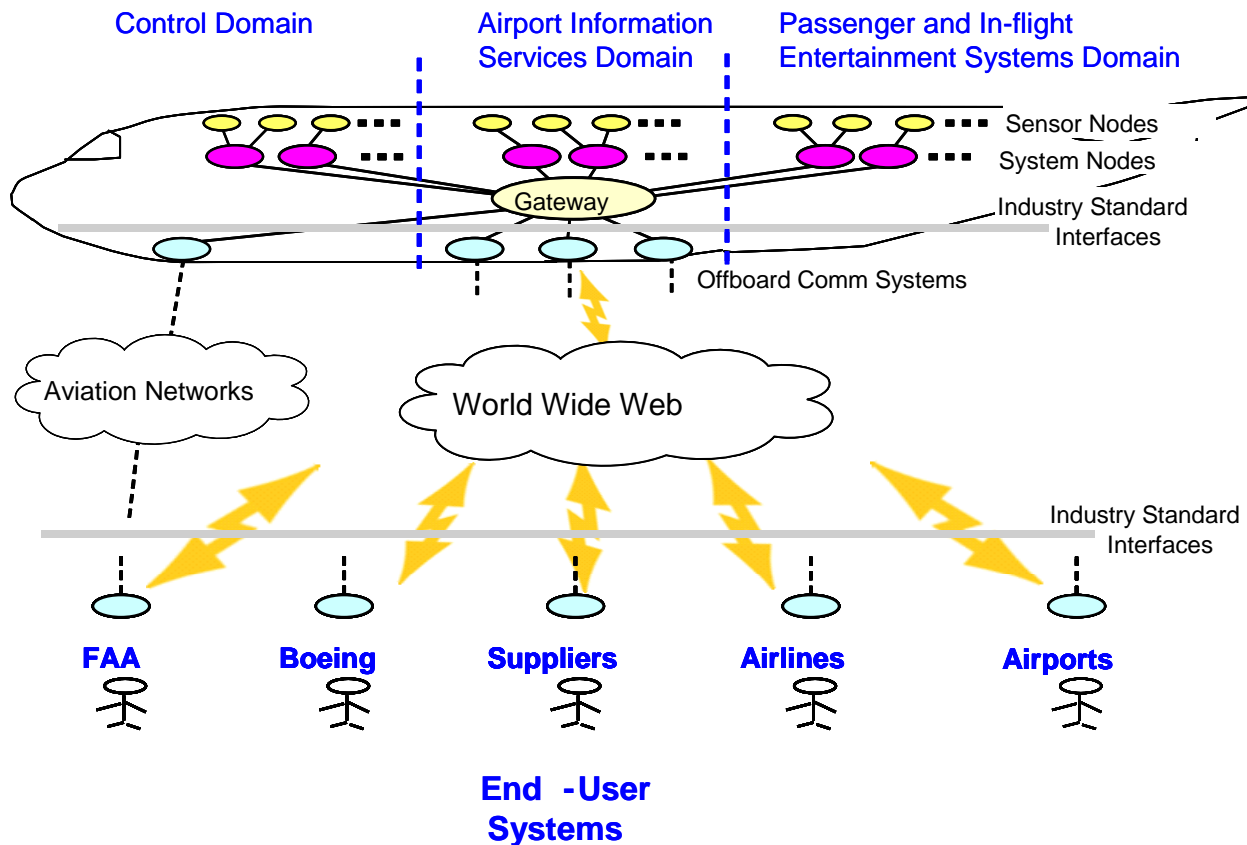 Control Domain
Airport Information
Services Domain
Passenger and In-flight
Entertainment Systems Domain
Sensor Nodes
System Nodes
Gateway
Industry Standard
Interfaces
Offboard Comm Systems
Aviation Networks
World Wide Web
Industry Standard
Interfaces
FAA
Boeing
Suppliers
Airlines
Airports
End -User
Systems